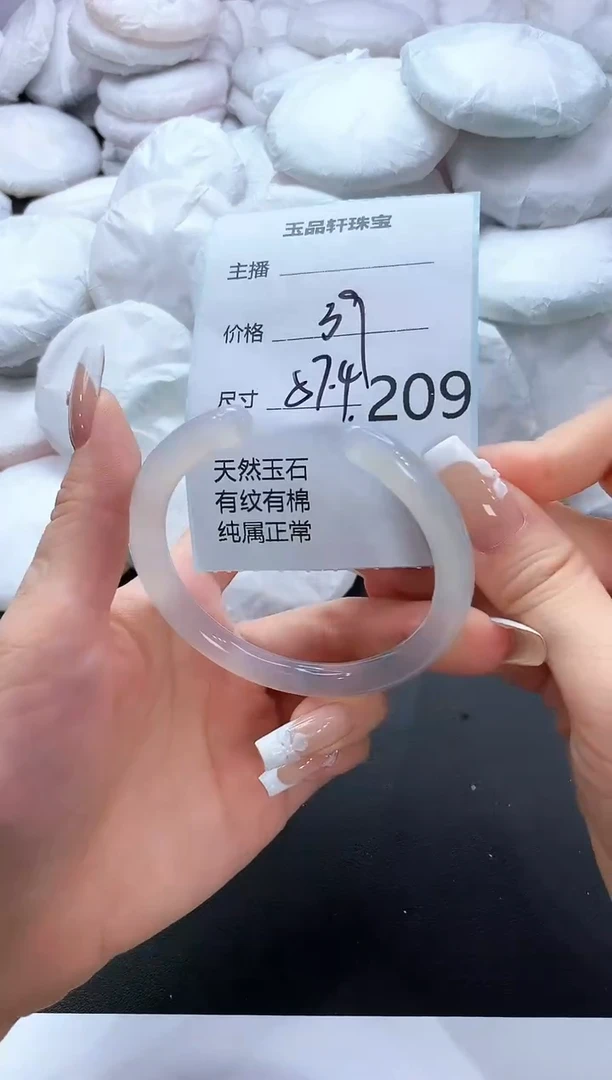 玉品轩珠宝
主播
价格 39
尺寸 57.4
209
天然玉石
有纹有棉
纯属正常